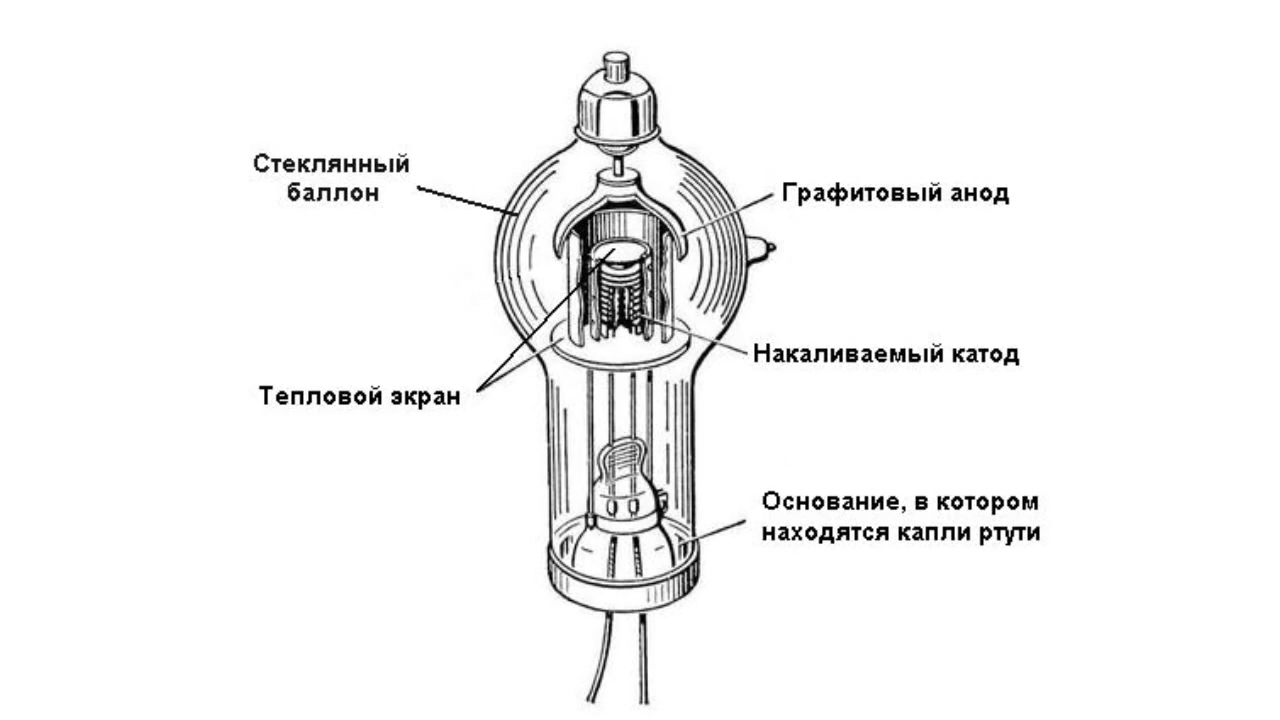 Стеклянный
баллон
Графитовый анод
Накаливаемый катод
Тепловой экран
Основание, в котором
находятся капли ртути